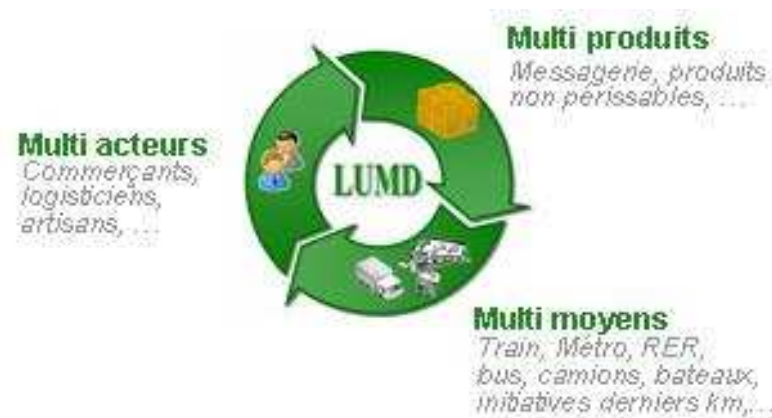 Multi produits
Messagerie, produits
non périssables, ...
Multi acteurs
Commerçants,
logisticiens,
artisans, ...
LUMD
Multi moyens
Train, Métro, RER,
bus, camions, bateaux,
initiatives derniers km,...